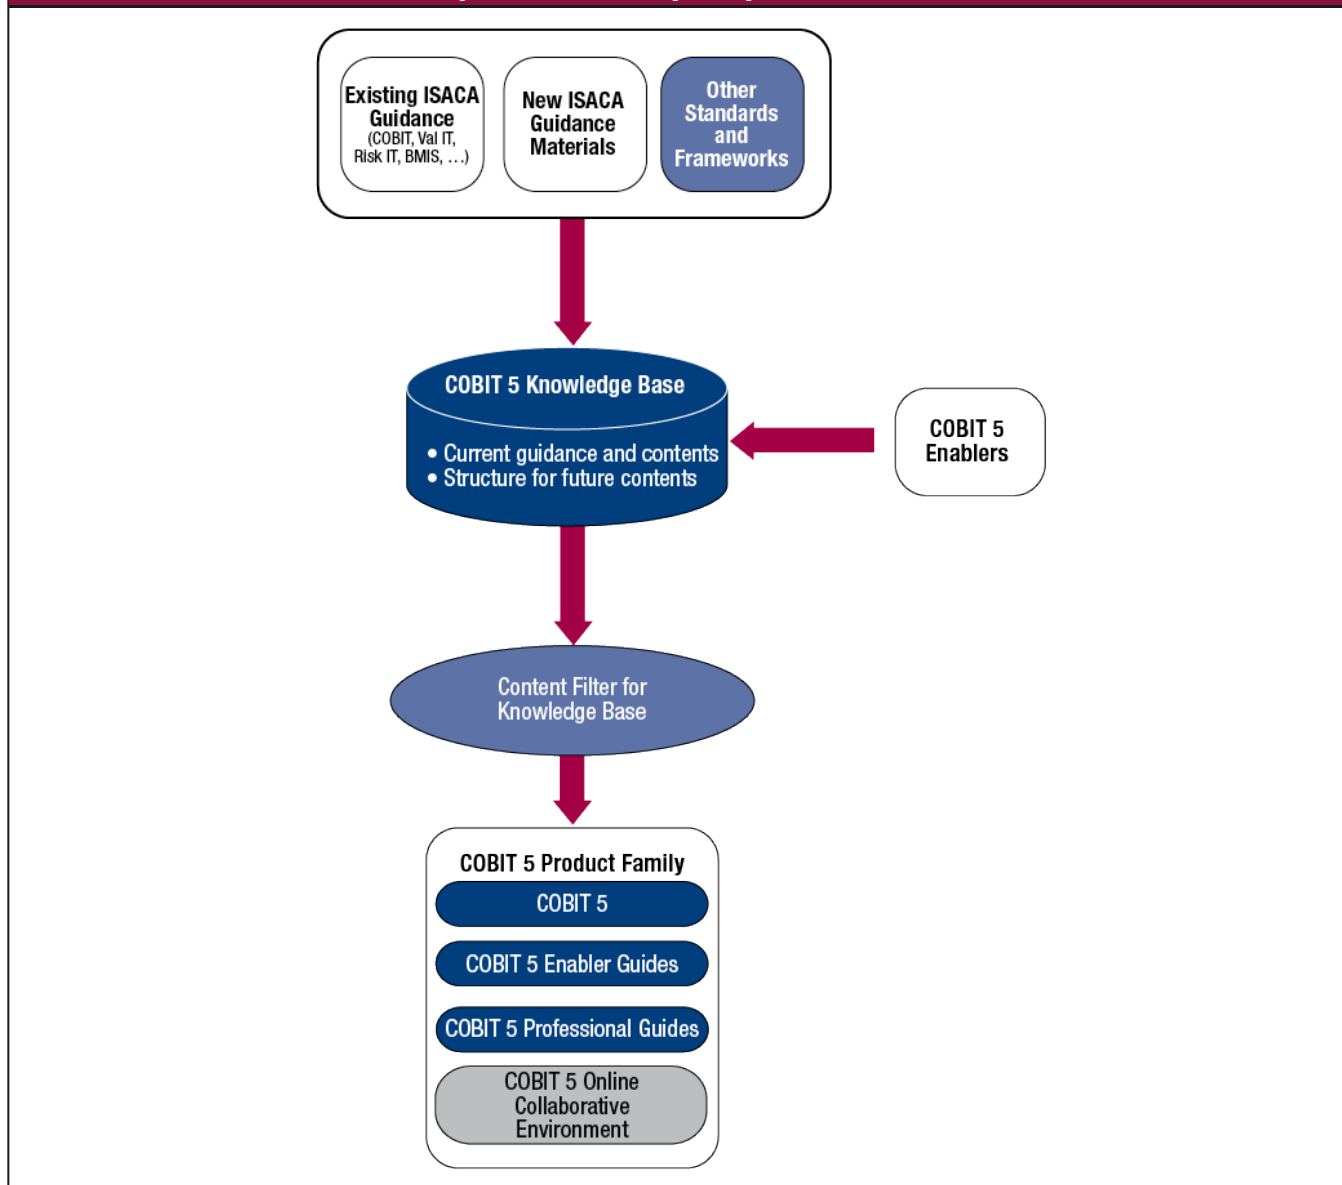 Existing ISACA
Guidance
(COBIT, Val IT,
Risk IT, BMIS, …)
New ISACA
Guidance
Materials
Other
Standards
and
Frameworks
COBIT 5 Knowledge Base
• Current guidance and contents
• Structure for future contents
COBIT 5
Enablers
Content Filter for
Knowledge Base
COBIT 5 Product Family
COBIT 5
COBIT 5 Enabler Guides
COBIT 5 Professional Guides
COBIT 5 Online
Collaborative
Environment